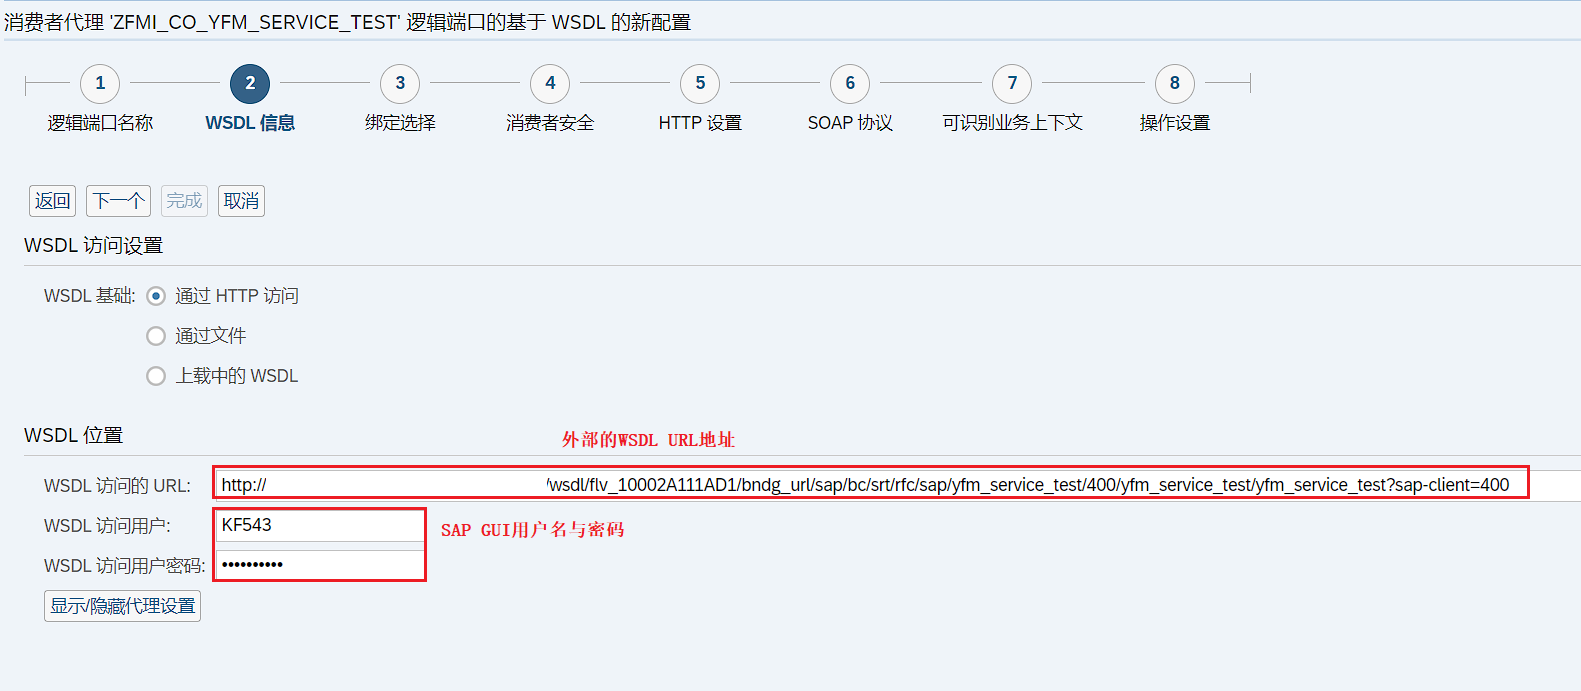 消费者代理 'ZFMI_CO_YFM_SERVICE_TEST' 逻辑端口的基于 WSDL 的新配置
1 2 3 4 5 6 7 8
逻辑端口名称 WSDL 信息 绑定选择 消费者安全 HTTP 设置 SOAP 协议 可识别业务上下文 操作设置
返回 下一个 完成 取消
WSDL 访问设置
WSDL 基础: 通过 HTTP 访问
通过文件
上载中的 WSDL
WSDL 位置
外部的WSDL URL地址
WSDL 访问的 URL: http:// /wsdl/flv_10002A111AD1/bndg_url/sap/bc/srt/rfc/sap/yfm_service_test/400/yfm_service_test/yfm_service_test?sap-client=400
WSDL 访问用户: KF543
SAP GUI用户名与密码
WSDL 访问用户密码: ••••••••••
显示/隐藏代理设置